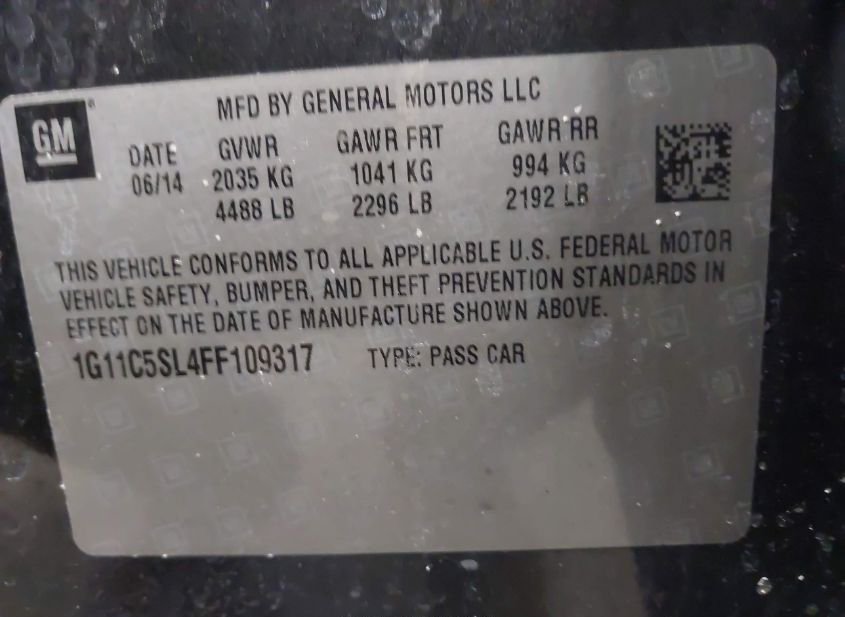 GM
MFD BY GENERAL MOTORS LLC
DATE GVWR GAWR FRT GAWR RR
06/14 2035 KG 1041 KG 994 KG
4488 LB 2296 LB 2192 LB
THIS VEHICLE CONFORMS TO ALL APPLICABLE U.S. FEDERAL MOTOR
VEHICLE SAFETY, BUMPER, AND THEFT PREVENTION STANDARDS IN
EFFECT ON THE DATE OF MANUFACTURE SHOWN ABOVE.
1G11C5SL4FF109317 TYPE: PASS CAR